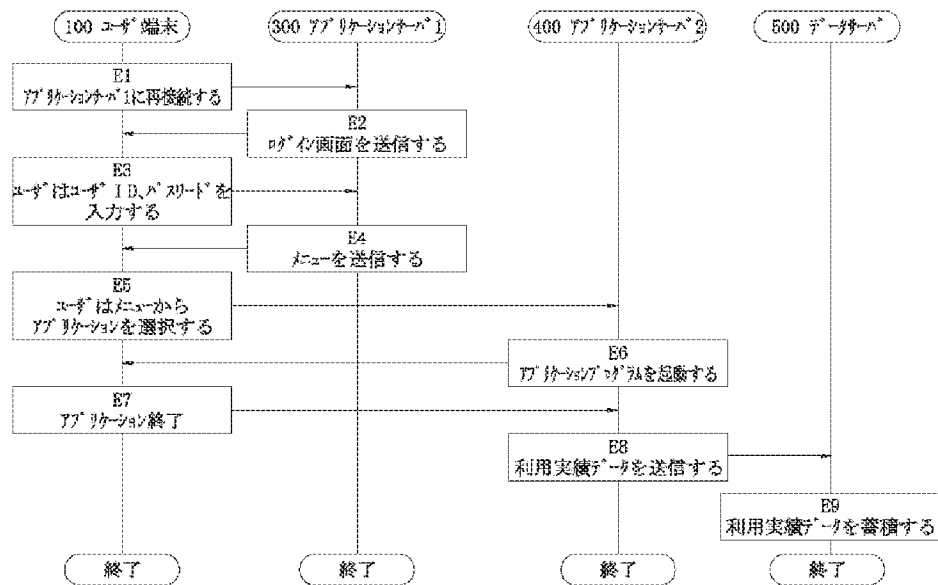 100 ユーザ端末
300 アプリケーションサーバ1
400 アプリケーションサーバ2
500 データサーバ
E1
アプリケーションサーバ1に再接続する
E2
ログイン画面を送信する
E3
ユーザはユーザID、パスワードを
入力する
E4
メニューを送信する
E5
ユーザはメニューから
アプリケーションを選択する
E6
アプリケーションプログラムを起動する
E7
アプリケーション終了
E8
利用実績データを送信する
E9
利用実績データを蓄積する
終了
終了
終了
終了